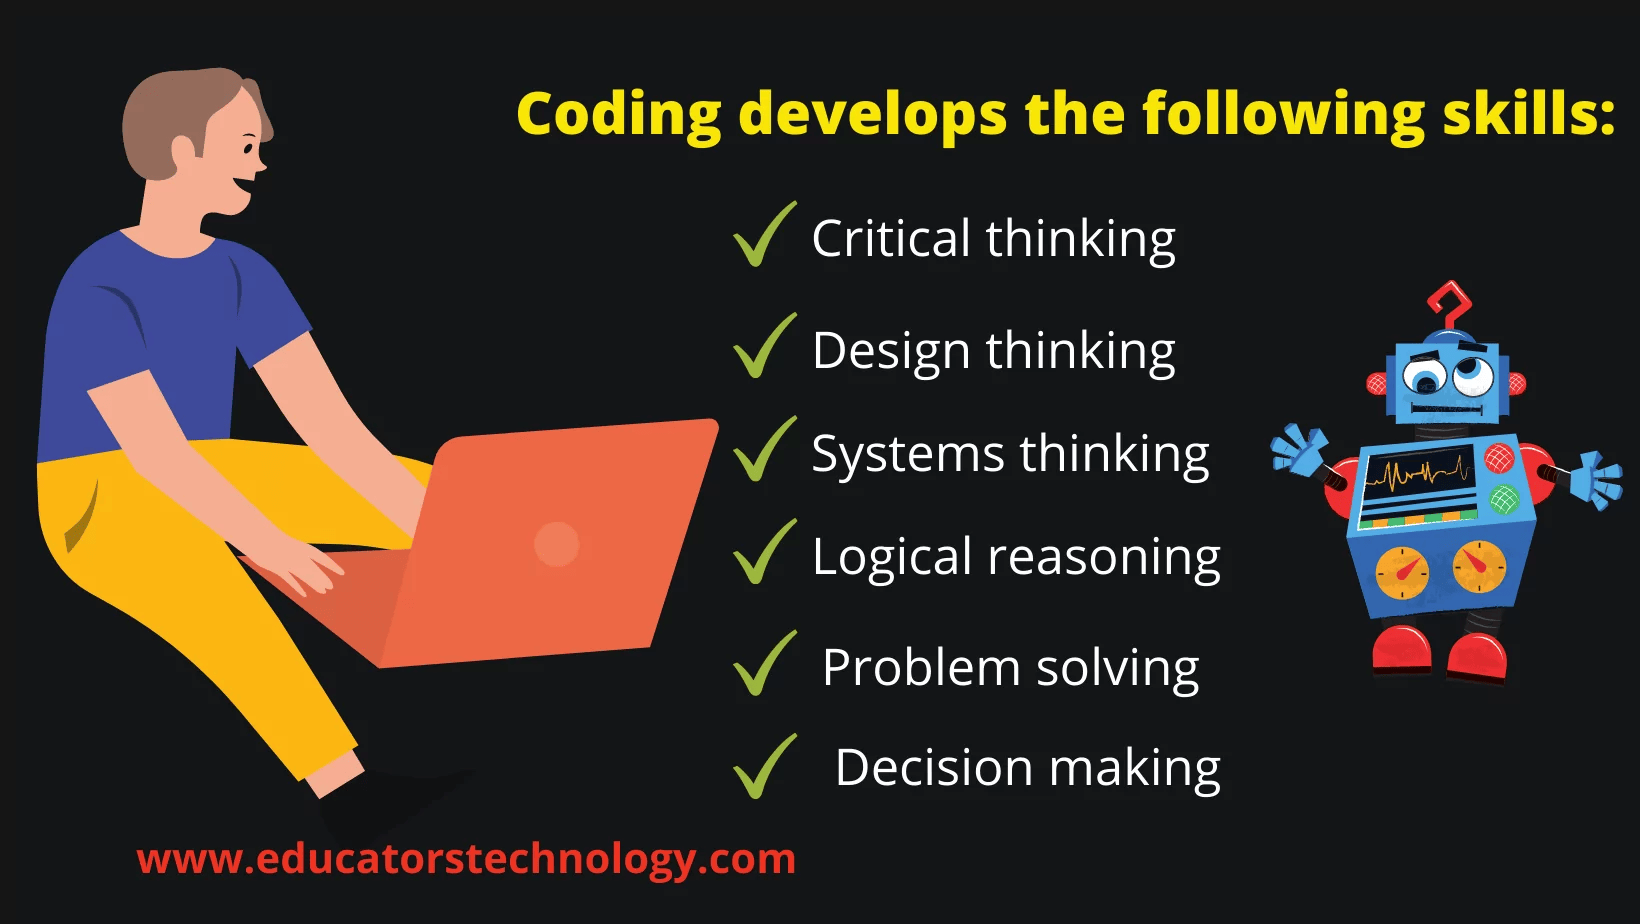 Coding develops the following skills:
Critical thinking
Design thinking
Systems thinking
Logical reasoning
Problem solving
Decision making
www.educatorstechnology.com